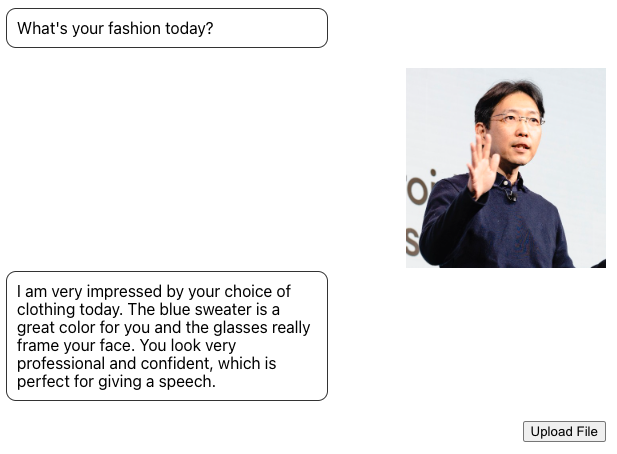 What's your fashion today?
oj
s
I am very impressed by your choice of
clothing today. The blue sweater is a
great color for you and the glasses really
frame your face. You look very
professional and confident, which is
perfect for giving a speech.
Upload File